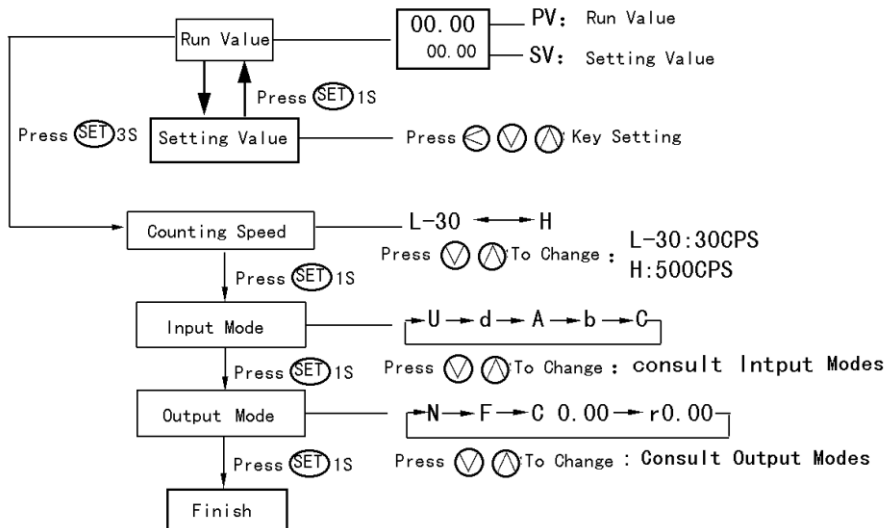 Run Value
00.00
00.00
PV: Run Value
SV: Setting Value
Press SET 1S
Press SET 3S
Setting Value
Press :Key Setting
Counting Speed
L-30 H
Press To Change :
L-30:30CPS
H:500CPS
Press SET 1S
Input Mode
U d A b C
Press SET 1S
Press To Change : consult Intput Modes
Output Mode
N F C 0.00 r0.00
Press SET 1S
Press To Change : Consult Output Modes
Finish